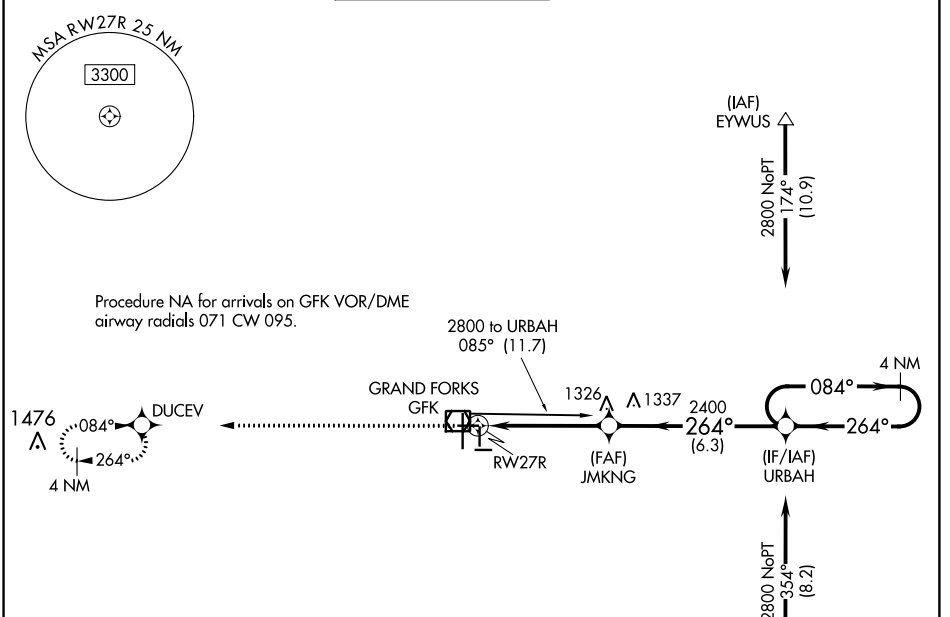 MSA RW27R 25 NM
3300
(IAF)
EYWUS
2800 NoPT
174°
(10.9)
Procedure NA for arrivals on GFK VOR/DME
airway radials 071 CW 095.
2800 to URBAH
085° (11.7)
4 NM
GRAND FORKS
GFK
1326
1337
2400
264°
(6.3)
084°
264°
1476
084°
DUCEV
264°
4 NM
RW27R
(FAF)
JMKNG
(IF/IAF)
URBAH
2800 NoPT
354°
(8.2)